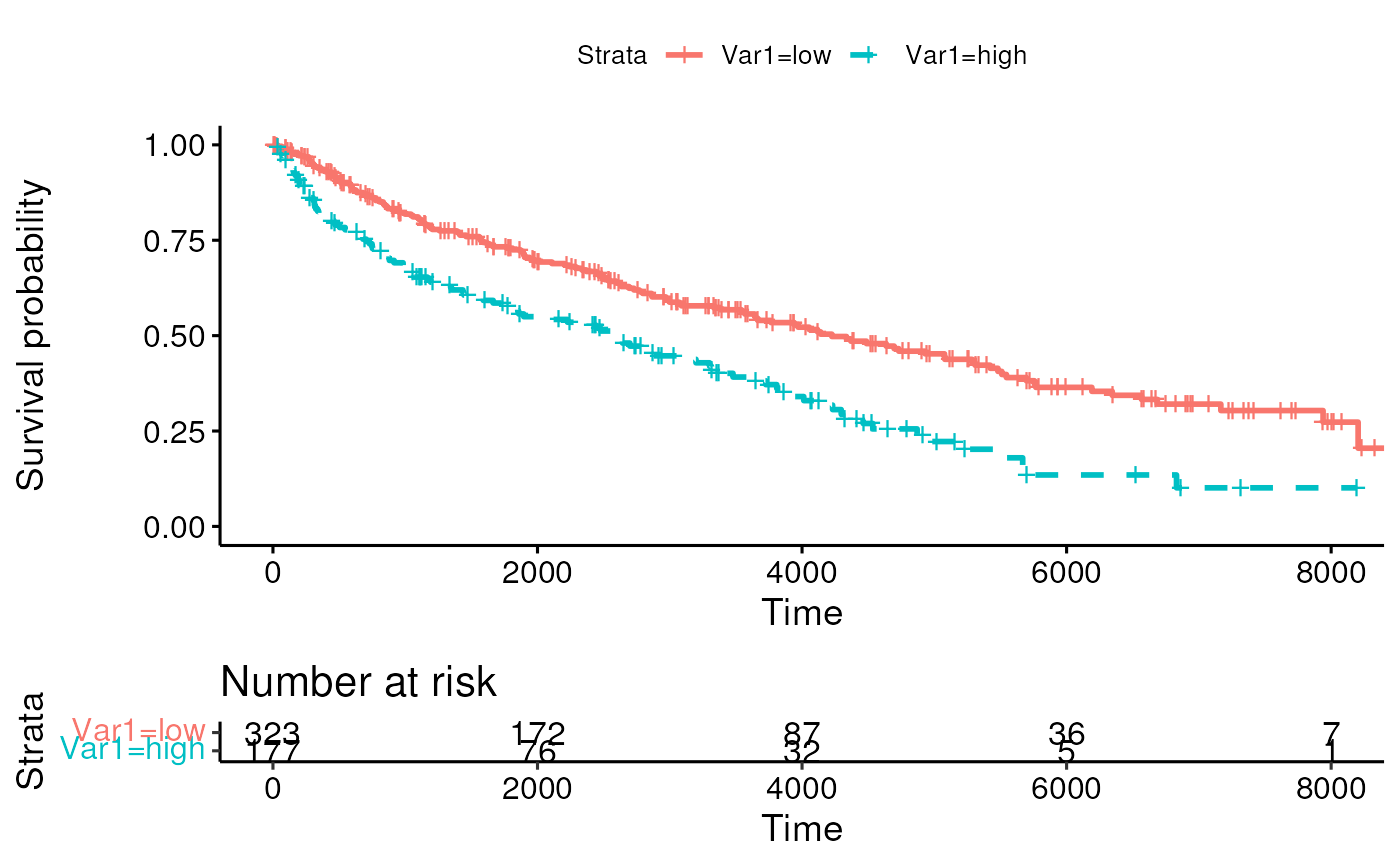 Strata Var1=low Var1=high
Survival probability
1.00
0.75
0.50
0.25
0.00
0 2000 4000 6000 8000
Time
Number at risk
Strata
Var1=low 323 172 87 36 7
Var1=high 177 76 32 5 1
0 2000 4000 6000 8000
Time